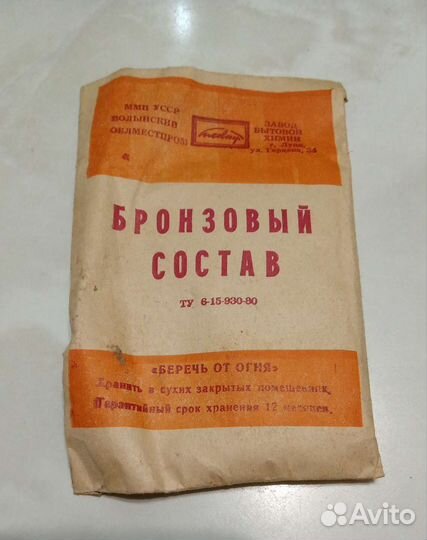 ММП УССР
ВОЛЫНСКИЙ
ОБЛМЕСТПРОМ
ЗАВОД
БЫТОВОЙ
ХИМИИ
г. Луцк,
ул. Герцена, 34
БРОНЗОВЫЙ
СОСТАВ
ТУ 6-15-930-80
«БЕРЕЧЬ ОТ ОГНЯ»
Хранить в сухих закрытых помещениях.
Гарантийный срок хранения 12 месяцев.
Avito